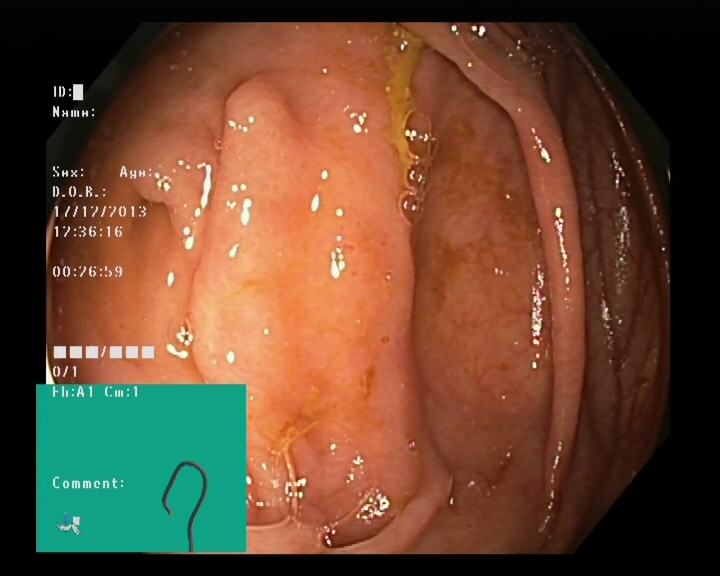 ID:
Name:
Sex: Age:
D.O.B.:
17/12/2013
12:36:16
00:26:59
/
0/1
Eh:A1 Cm:1
Comment: